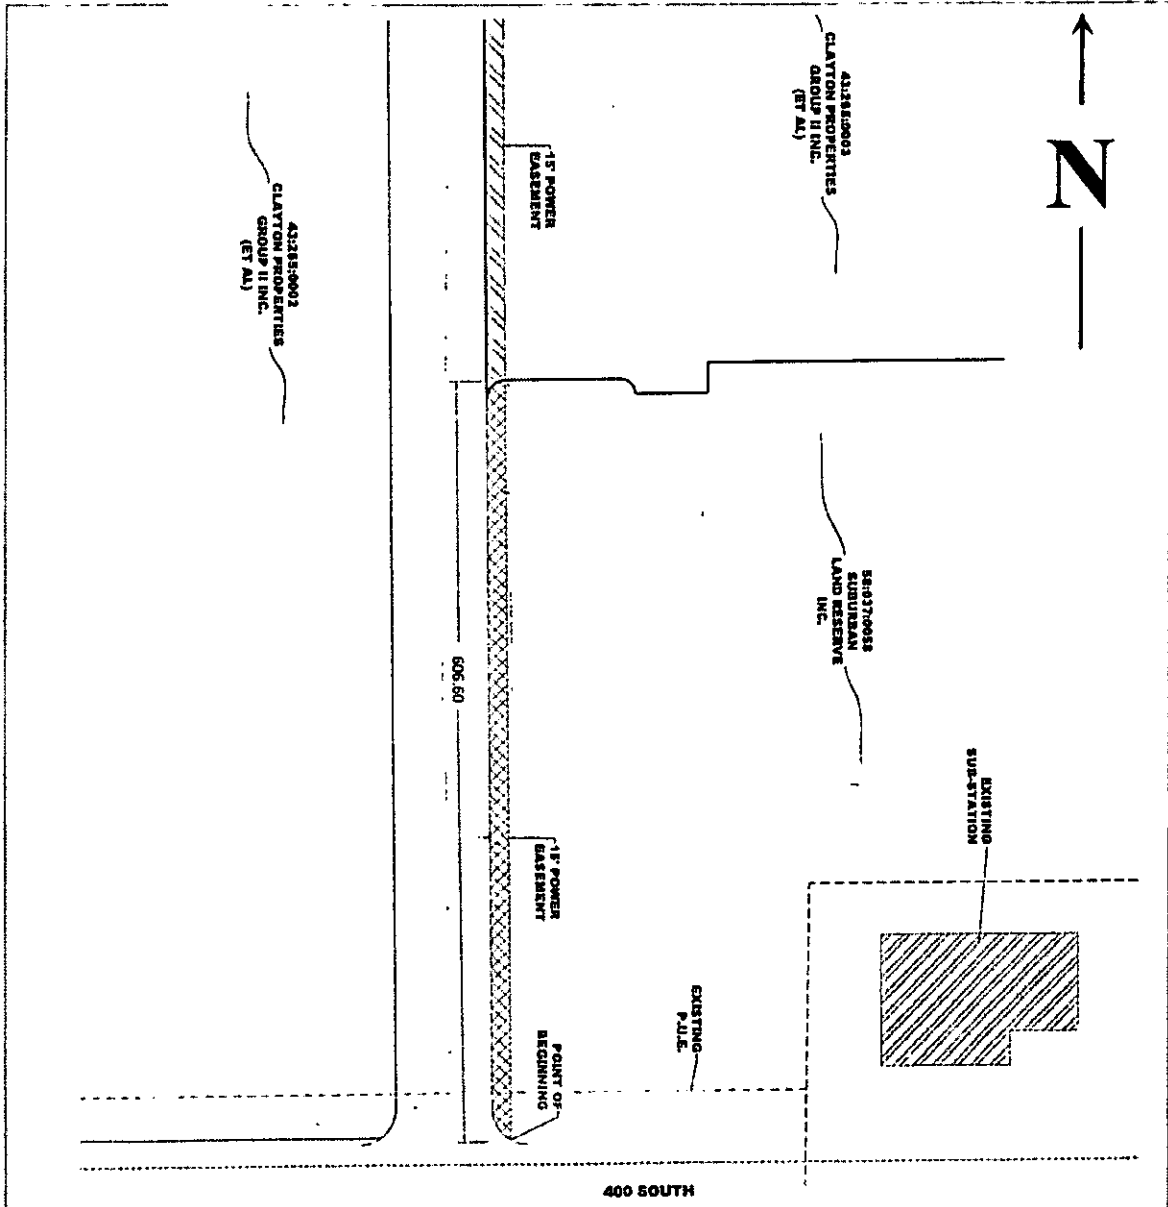 43:285:0003
CLAYTON PROPERTIES
GROUP II INC.
(ET AL)
N
15' POWER
EASEMENT
43:285:0002
CLAYTON PROPERTIES
GROUP II INC.
(ET AL)
58:037:0058
SUBURBAN
LAND RESERVE
INC.
606.60
EXISTING
SUB-STATION
15' POWER
EASEMENT
EXISTING
P.U.E.
POINT OF
BEGINNING
400 SOUTH